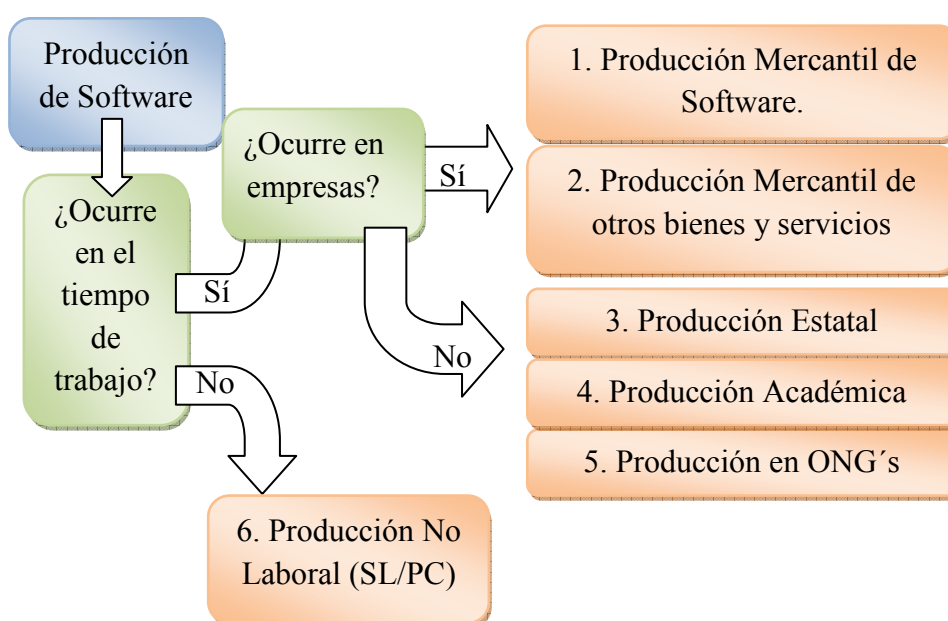 Producción
de Software
¿Ocurre
en el
tiempo
de
trabajo?
Sí
No
¿Ocurre en
empresas?
Sí
No
1. Producción Mercantil de
Software.
2. Producción Mercantil de
otros bienes y servicios
3. Producción Estatal
4. Producción Académica
5. Producción en ONG´s
6. Producción No
Laboral (SL/PC)